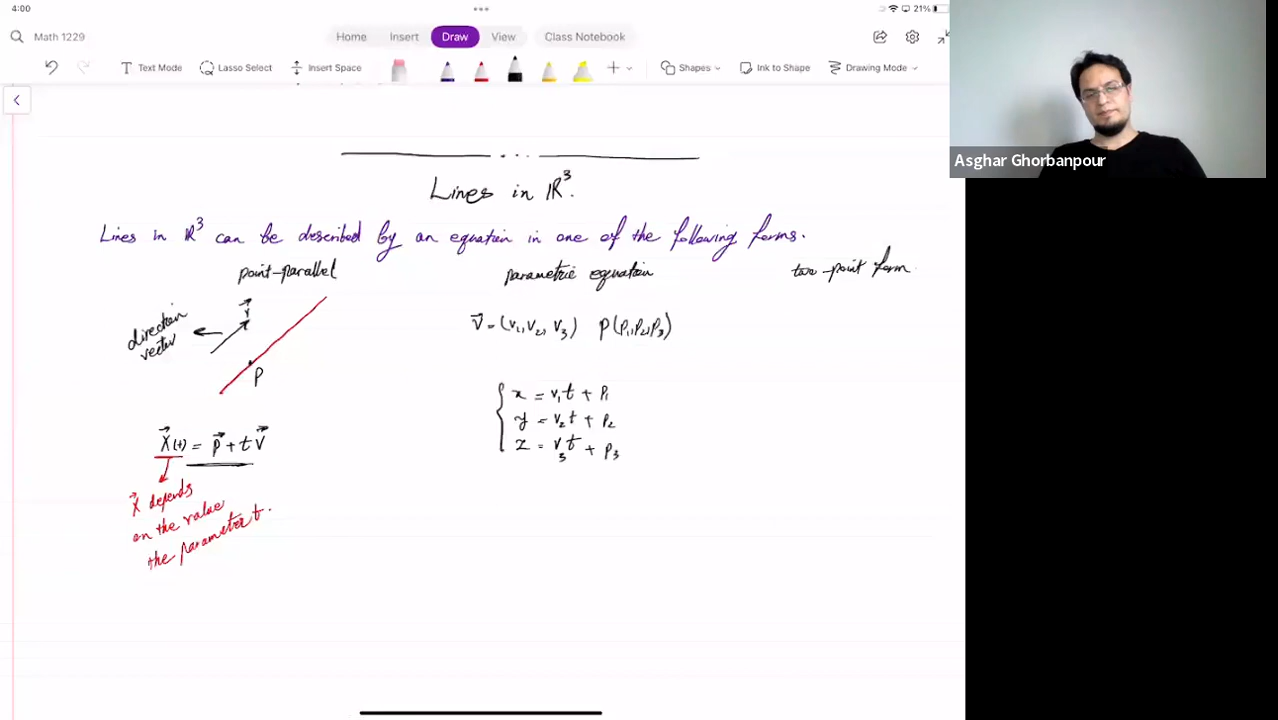 4:00
21%
Math 1229
Home Insert Draw View Class Notebook
Text Mode Lasso Select Insert Space Shapes Ink to Shape Drawing Mode
Asghar Ghorbanpour
Lines in ℝ³.
Lines in ℝ³ can be described by an equation in one of the following forms.
point-parallel
direction
vector
v⃗
P
X⃗(t) = P⃗ + t v⃗
X⃗ depends
on the value
the parameter t.
parametric equation
v⃗ = (v₁, v₂, v₃) P(P₁,P₂,P₃)
x = v₁t + P₁
y = v₂t + P₂
z = v₃t + P₃
two-point form